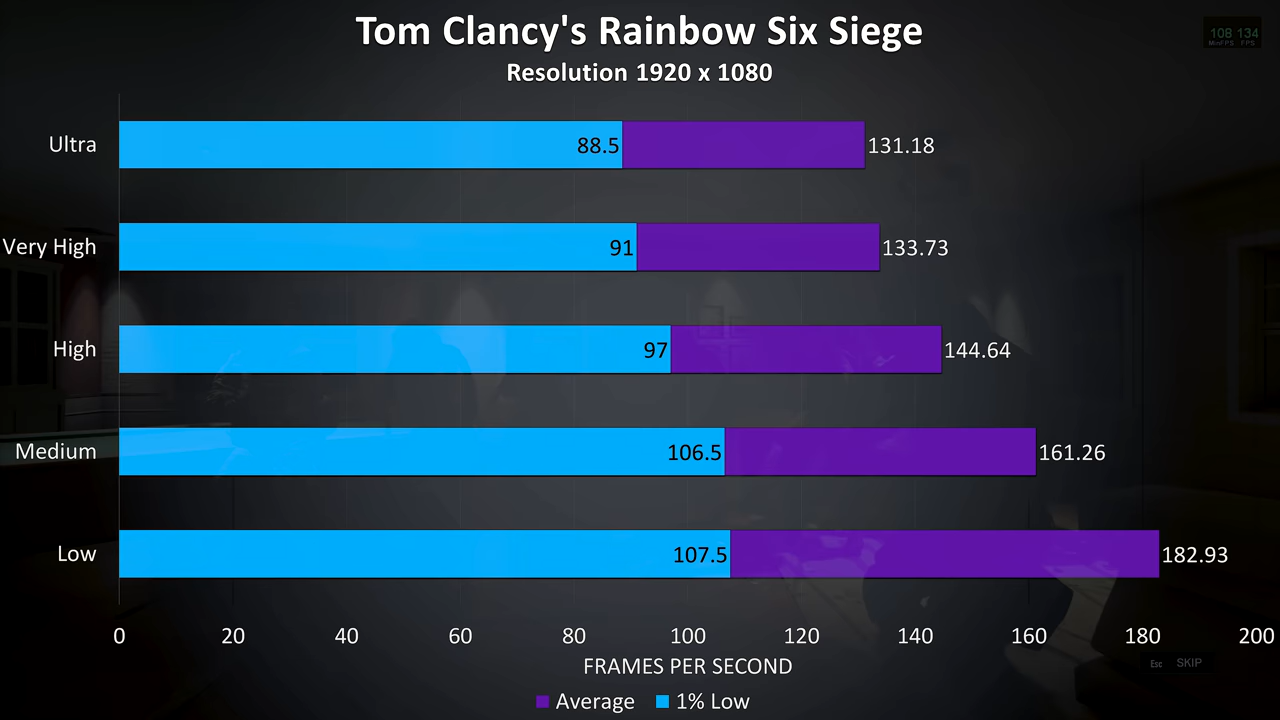 Tom Clancy's Rainbow Six Siege
Resolution 1920 x 1080
108 134
MinFPS FPS
Ultra 88.5 131.18
Very High 91 133.73
High 97 144.64
Medium 106.5 161.26
Low 107.5 182.93
0 20 40 60 80 100 120 140 160 180 200
FRAMES PER SECOND
Esc SKIP
Average 1% Low